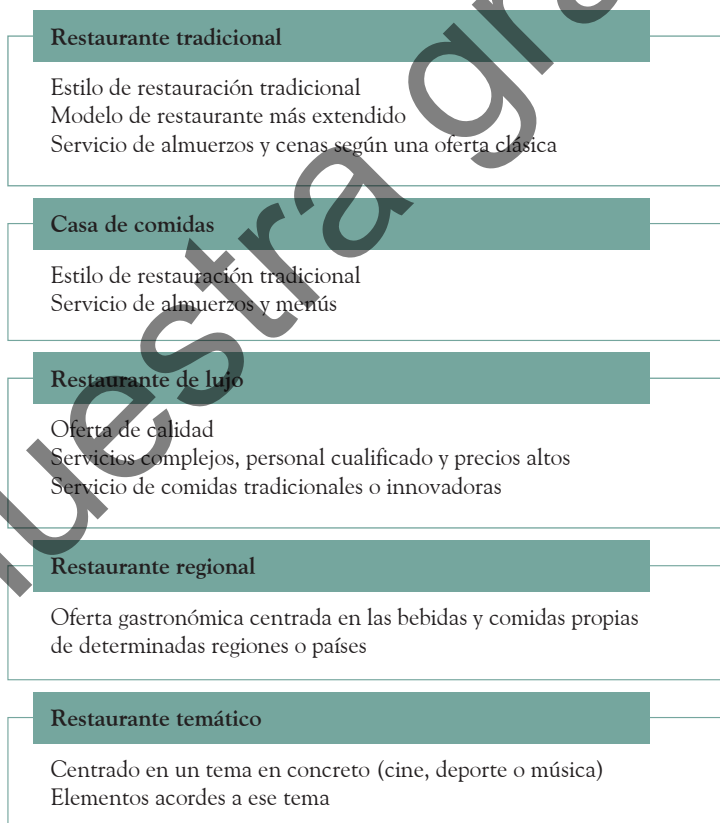 Restaurante tradicional
Estilo de restauración tradicional
Modelo de restaurante más extendido
Servicio de almuerzos y cenas según una oferta clásica
Casa de comidas
Estilo de restauración tradicional
Servicio de almuerzos y menús
Restaurante de lujo
Oferta de calidad
Servicios complejos, personal cualificado y precios altos
Servicio de comidas tradicionales o innovadoras
Restaurante regional
Oferta gastronómica centrada en las bebidas y comidas propias
de determinadas regiones o países
Restaurante temático
Centrado en un tema en concreto (cine, deporte o música)
Elementos acordes a ese tema